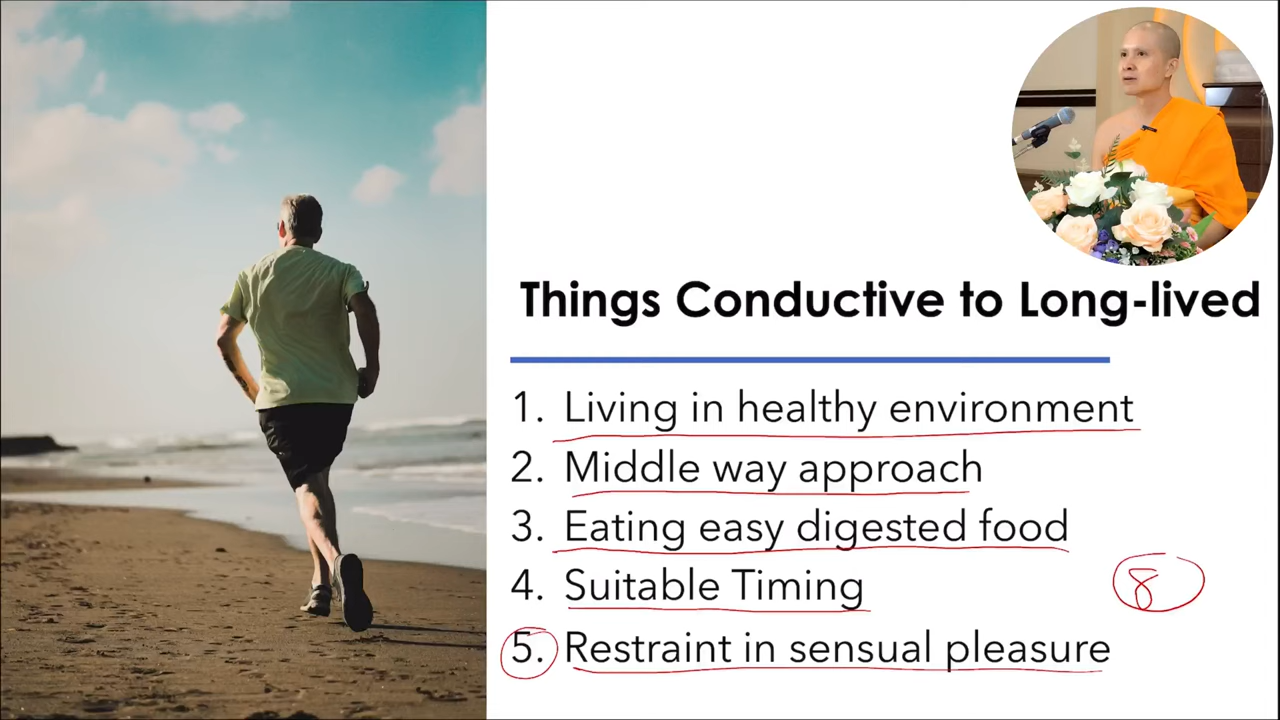 Things Conductive to Long-lived
1. Living in healthy environment
2. Middle way approach
3. Eating easy digested food
4. Suitable Timing
8
5. Restraint in sensual pleasure